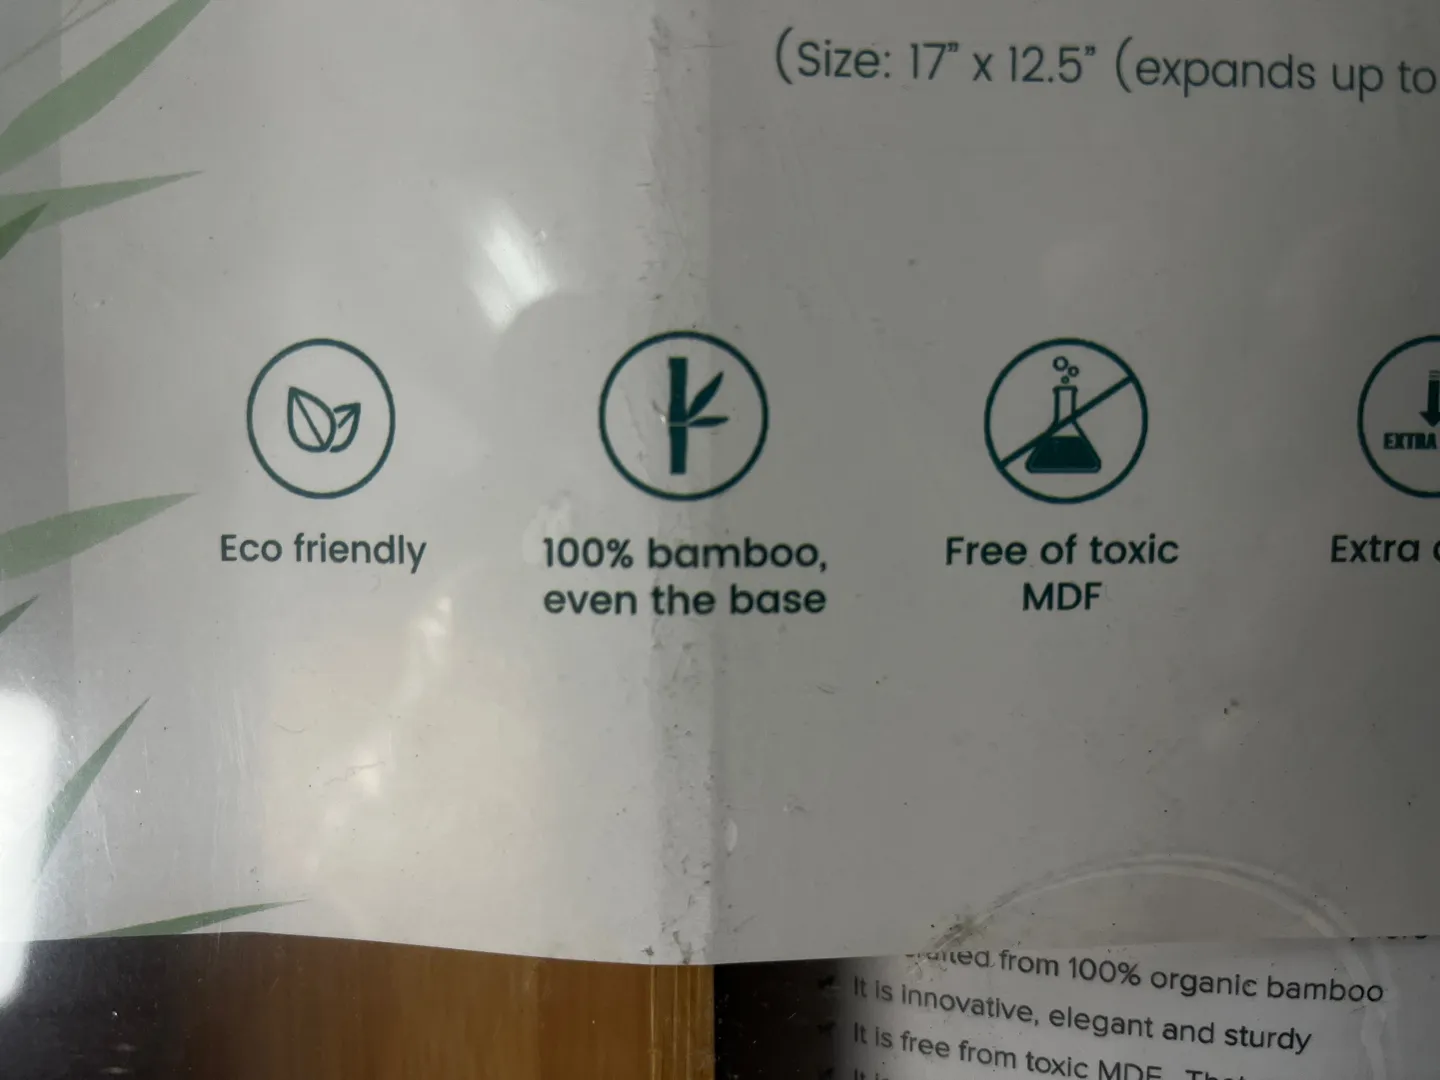 (Size: 17” x 12.5” (expands up to
Eco friendly
100% bamboo,
even the base
Free of toxic
MDF
EXTRA
Extra
from 100% organic bamboo
It is innovative, elegant and sturdy
It is free from toxic MDF.